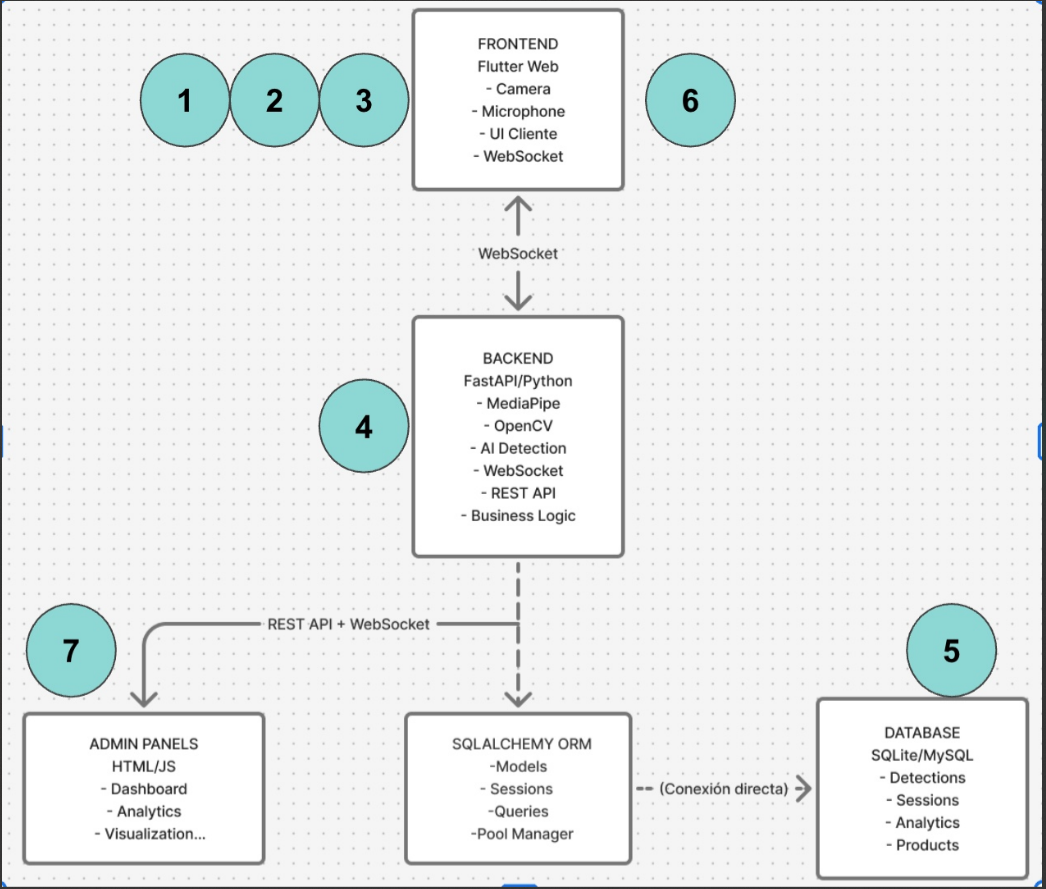 1
2
3
FRONTEND
Flutter Web
- Camera
- Microphone
- UI Cliente
- WebSocket
6
WebSocket
4
BACKEND
FastAPI/Python
- MediaPipe
- OpenCV
- AI Detection
- WebSocket
- REST API
- Business Logic
REST API + WebSocket
7
5
ADMIN PANELS
HTML/JS
- Dashboard
- Analytics
- Visualization...
SQLALCHEMY ORM
-Models
- Sessions
-Queries
-Pool Manager
(Conexión directa)
DATABASE
SQLite/MySQL
- Detections
- Sessions
- Analytics
- Products